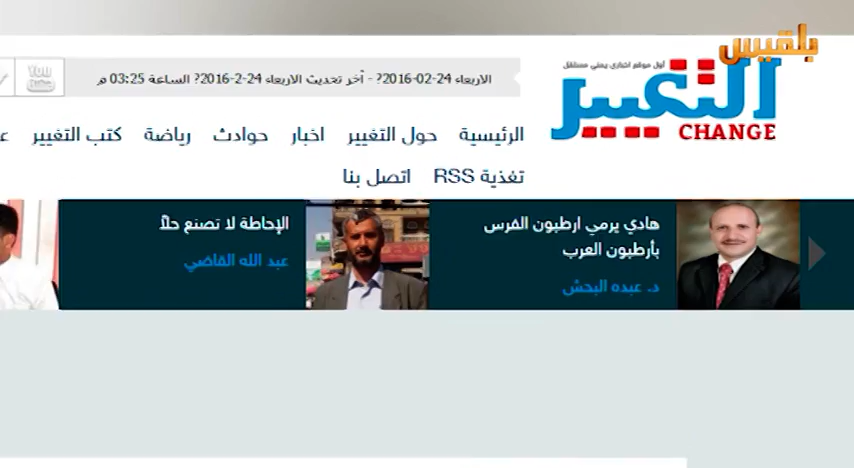 بلقيس
أول موقع اخباري يمني مستقل
التغيير
CHANGE
الاربعاء 24-02-2016? - آخر تحديث الاربعاء 24-2-2016? الساعة 03:25 م
You
Tube
الرئيسية حول التغيير اخبار حوادث رياضة كتب التغيير
تغذية RSS اتصل بنا
هادي يرمي ارطبون الفرس
بأرطبون العرب
د. عبده البحش
الإحاطة لا تصنع حلاً
عبد الله القاضي